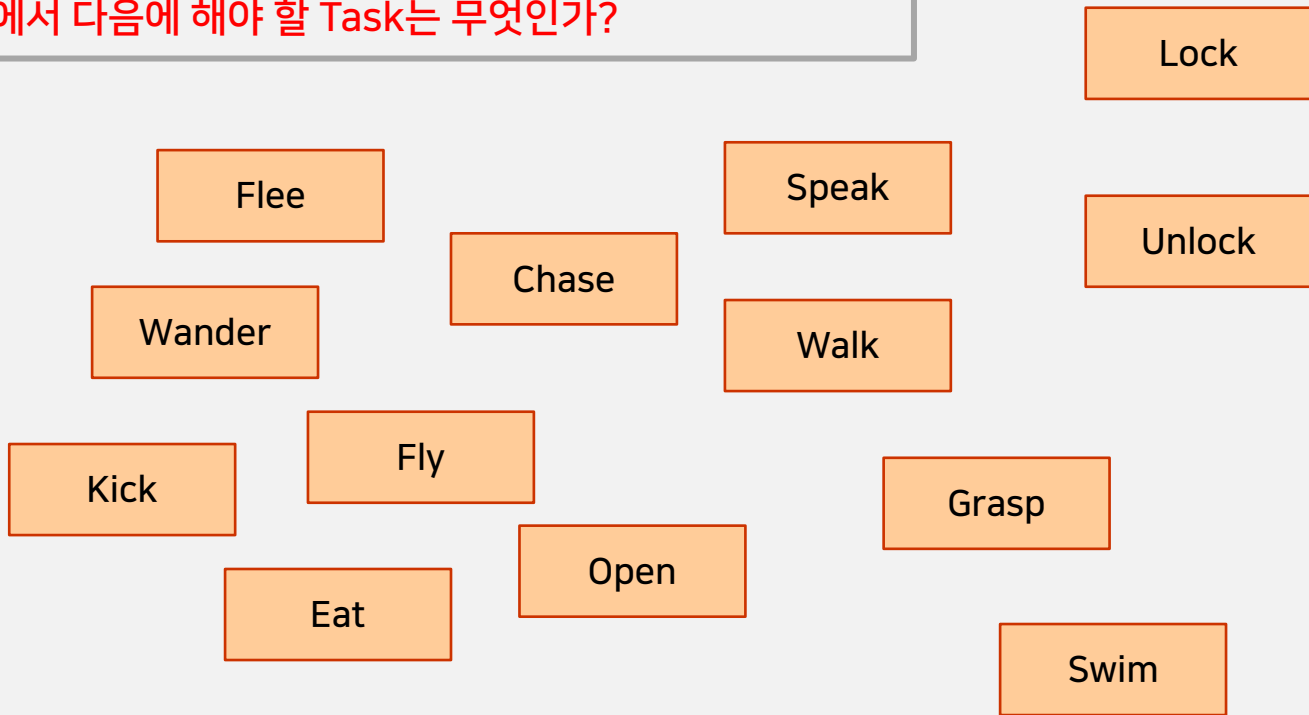 에서 다음에 해야 할 Task는 무엇인가?
Lock
Flee
Speak
Unlock
Chase
Wander
Walk
Fly
Kick
Grasp
Open
Eat
Swim